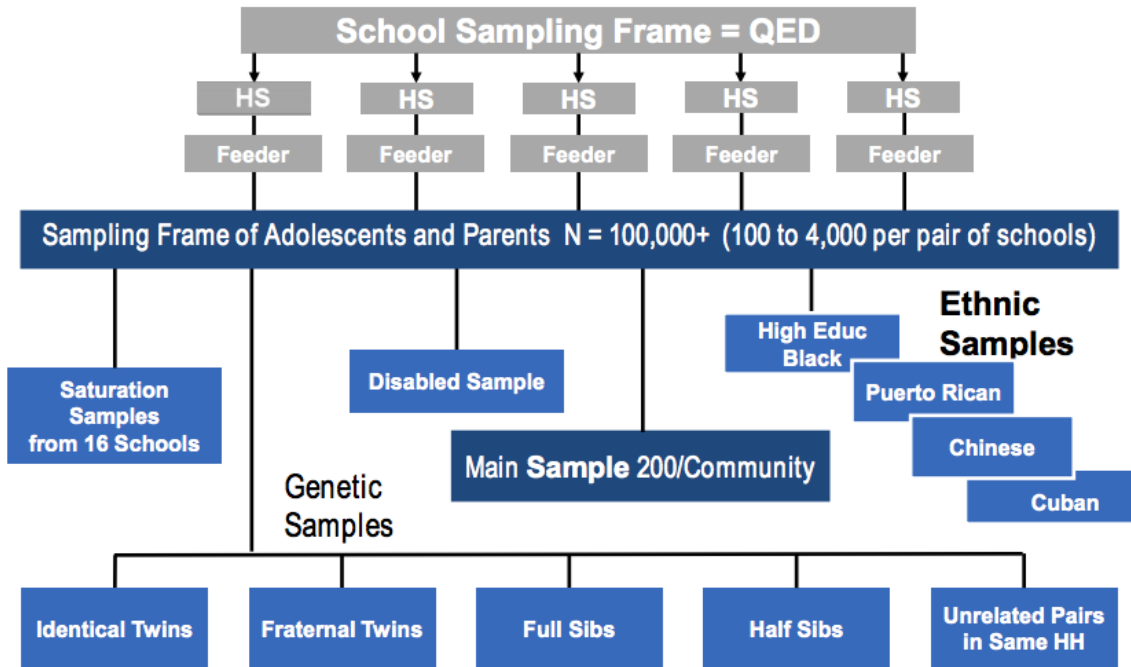 School Sampling Frame = QED
HS
HS
HS
HS
HS
Feeder
Feeder
Feeder
Feeder
Feeder
Sampling Frame of Adolescents and Parents N = 100,000+ (100 to 4,000 per pair of schools)
Saturation
Samples
from 16 Schools
Disabled Sample
Main Sample 200/Community
Ethnic
Samples
High Educ
Black
Puerto Rican
Chinese
Cuban
Genetic
Samples
Identical Twins
Fraternal Twins
Full Sibs
Half Sibs
Unrelated Pairs
in Same HH